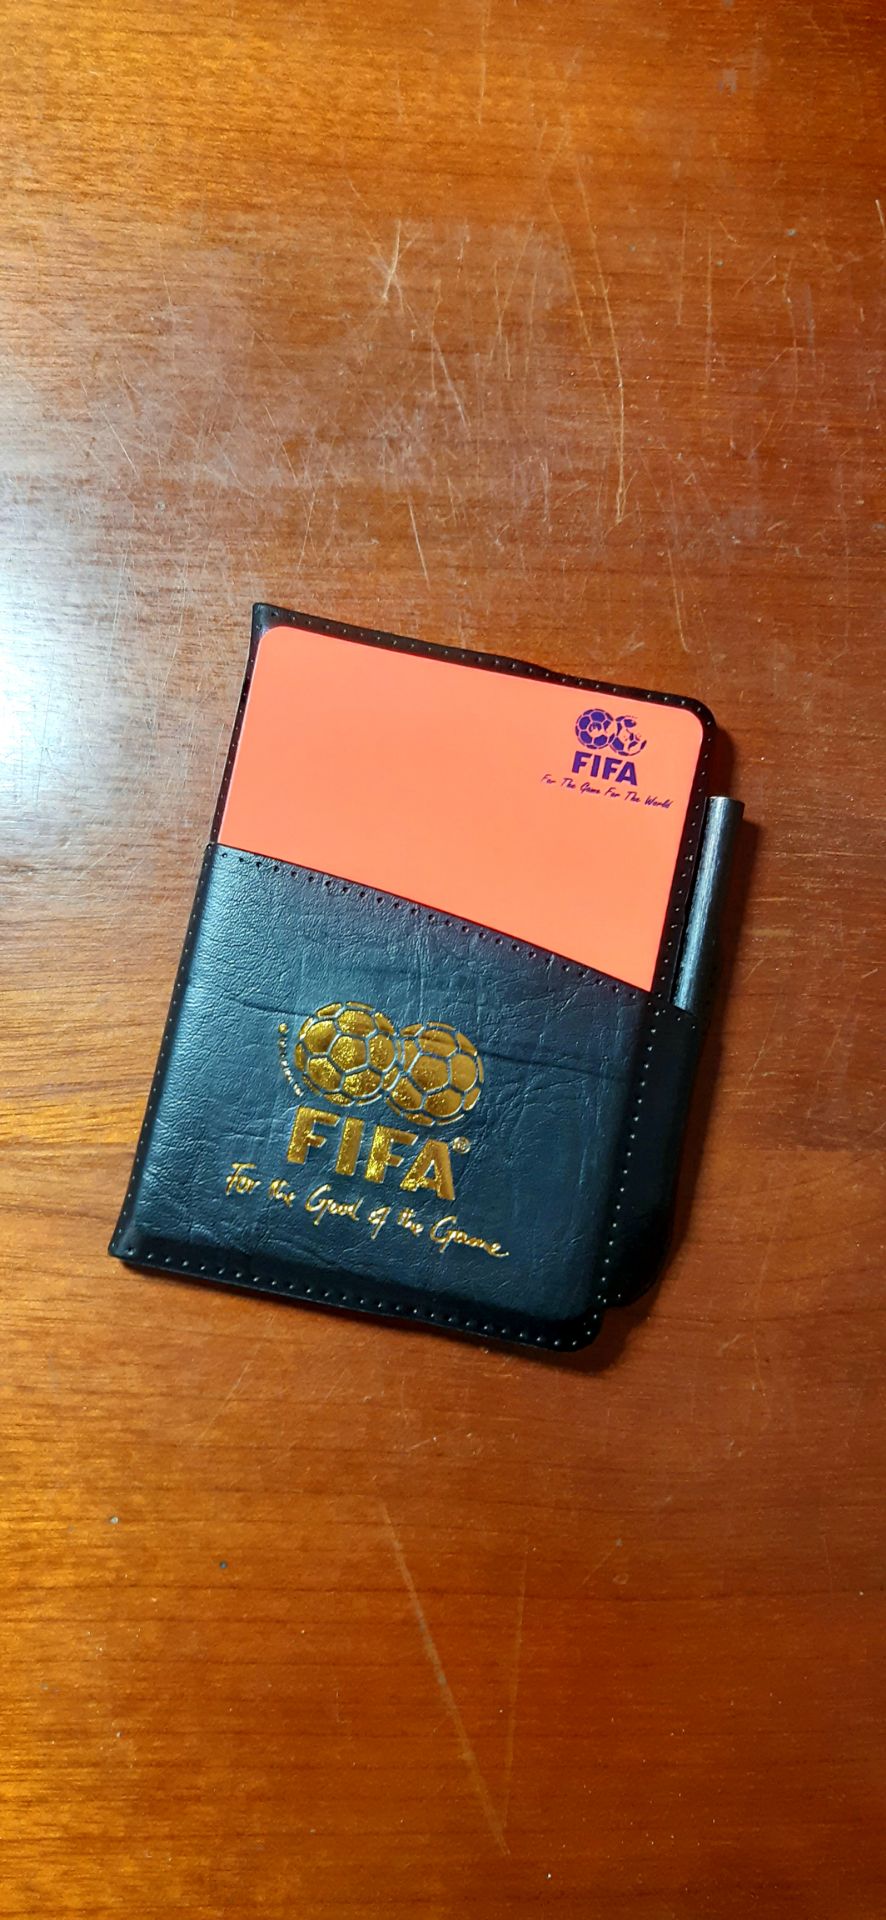 FIFA
For The Game For The World
FIFA®
For the Good of the Game